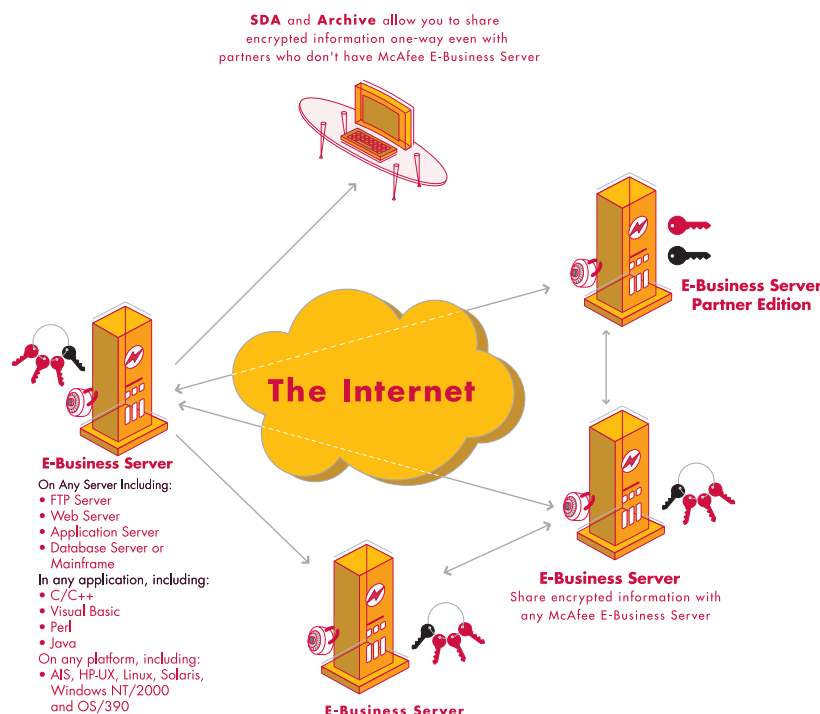 SDA and Archive allow you to share
encrypted information one-way even with
partners who don't have McAfee E-Business Server
E-Business Server
Partner Edition
The Internet
E-Business Server
On Any Server Including:
• FTP Server
• Web Server
• Application Server
• Database Server or
Mainframe
In any application, including:
• C/C++
• Visual Basic
• Perl
• Java
On any platform, including:
• AIS, HP-UX, Linux, Solaris,
Windows NT/2000
and OS/390
E-Business Server
Share encrypted information with
any McAfee E-Business Server
E-Business Server